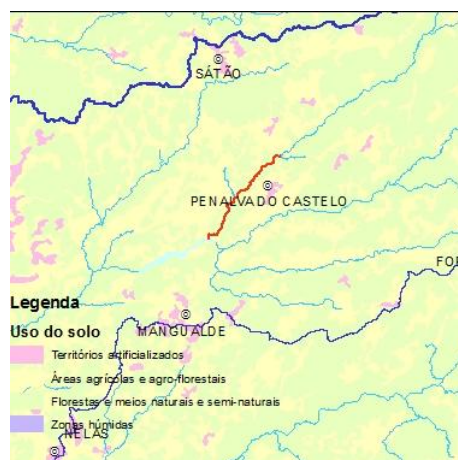 SÁTÃO
PENALVA DO CASTELO
FO
Legenda
MANGUALDE
Uso do solo
Territórios artificializados
Áreas agrícolas e agro-florestais
Florestas e meios naturais e semi-naturais
Zonas húmidas
NELAS